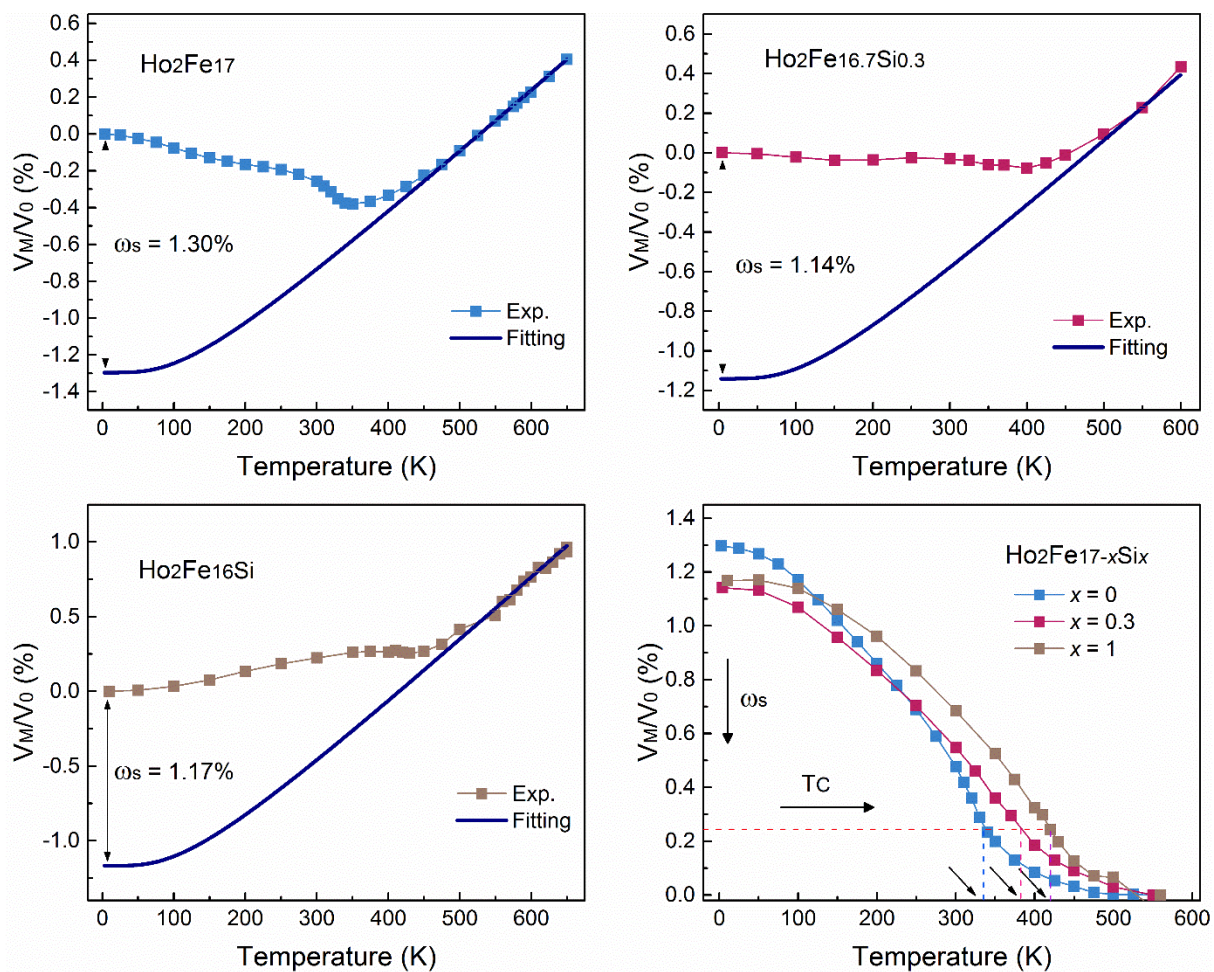 Ho2Fe17
VM/V0 (%)
0.6
0.4
0.2
0.0
-0.2
-0.4
-0.6
-0.8
-1.0
-1.2
-1.4
ωs = 1.30%
Exp.
Fitting
0 100 200 300 400 500 600
Temperature (K)
Ho2Fe16.7Si0.3
VM/V0 (%)
0.6
0.4
0.2
0.0
-0.2
-0.4
-0.6
-0.8
-1.0
-1.2
ωs = 1.14%
Exp.
Fitting
0 100 200 300 400 500 600
Temperature (K)
Ho2Fe16Si
VM/V0 (%)
1.0
0.5
0.0
-0.5
-1.0
ωs = 1.17%
Exp.
Fitting
0 100 200 300 400 500 600
Temperature (K)
Ho2Fe17-xSix
x = 0
x = 0.3
x = 1
VM/V0 (%)
1.4
1.2
1.0
0.8
0.6
0.4
0.2
0.0
ωs
TC
0 100 200 300 400 500 600
Temperature (K)